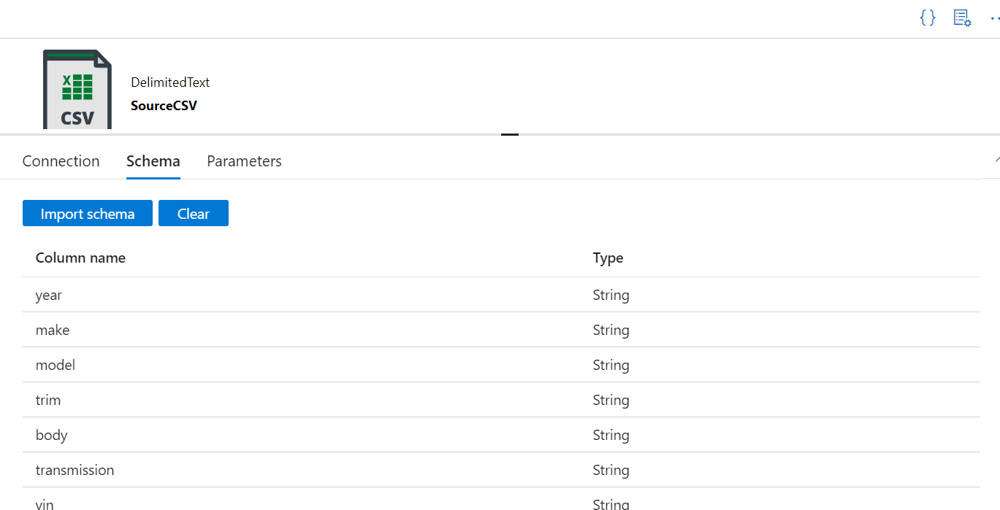 {}
X
CSV
DelimitedText
SourceCSV
Connection Schema Parameters
Import schema Clear
Column name Type
year String
make String
model String
trim String
body String
transmission String
vin String